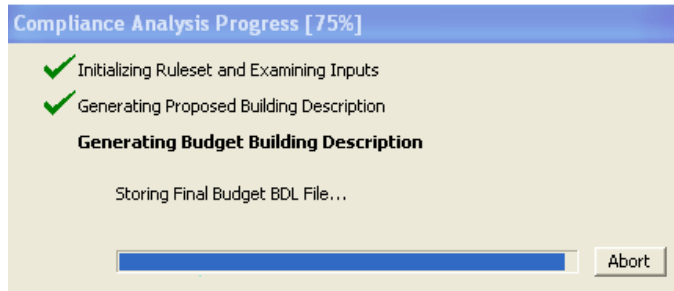 Compliance Analysis Progress [75%]
Initializing Ruleset and Examining Inputs
Generating Proposed Building Description
Generating Budget Building Description
Storing Final Budget BDL File...
Abort